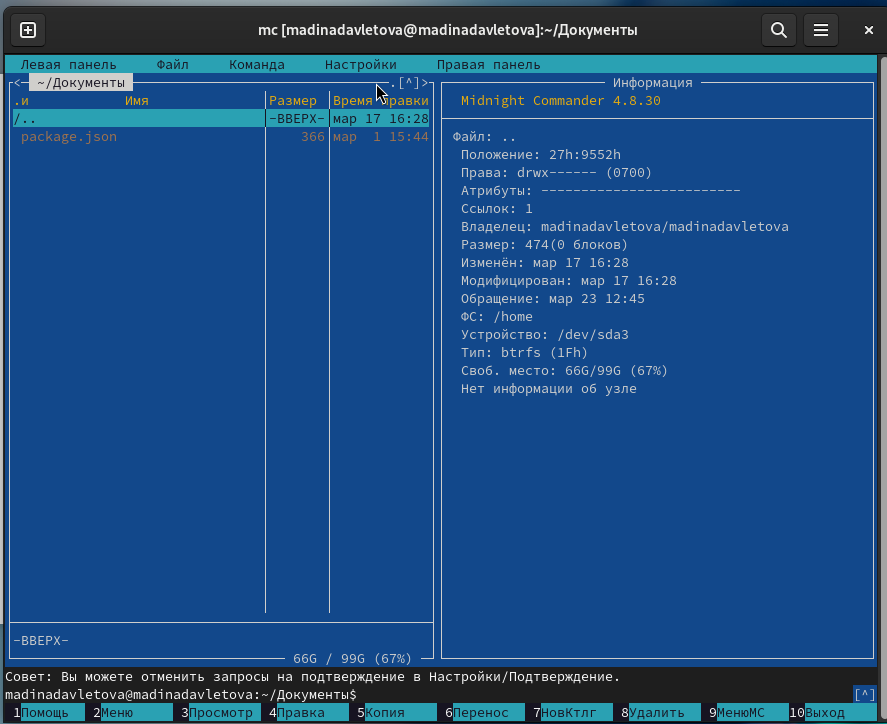 mc [madinadavletova@madinadavletova]:~/Документы
Левая панель Файл Команда Настройки Правая панель
<- ~/Документы .[^]>
.и Имя Размер Время правки
/.. -ВВЕРХ- мар 17 16:28
package.json 366 мар 1 15:44
-ВВЕРХ-
66G / 99G (67%)
Информация
Midnight Commander 4.8.30
Файл: ..
Положение: 27h:9552h
Права: drwx------ (0700)
Атрибуты: -------------------------
Ссылок: 1
Владелец: madinadavletova/madinadavletova
Размер: 474(0 блоков)
Изменён: мар 17 16:28
Модифицирован: мар 17 16:28
Обращение: мар 23 12:45
ФС: /home
Устройство: /dev/sda3
Тип: btrfs (1Fh)
Своб. место: 66G/99G (67%)
Нет информации об узле
Совет: Вы можете отменить запросы на подтверждение в Настройки/Подтверждение.
madinadavletova@madinadavletova:~/Документы$ [^]
1Помощь 2Меню 3Просмотр 4Правка 5Копия 6Перенос 7НовКтлг 8Удалить 9МенюМС 10Выход